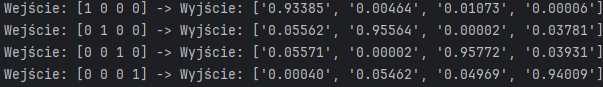 Wejście: [1 0 0 0] -> Wyjście: ['0.93385', '0.00464', '0.01073', '0.00006']
Wejście: [0 1 0 0] -> Wyjście: ['0.05562', '0.95564', '0.00002', '0.03781']
Wejście: [0 0 1 0] -> Wyjście: ['0.05571', '0.00002', '0.95772', '0.03931']
Wejście: [0 0 0 1] -> Wyjście: ['0.00040', '0.05462', '0.04969', '0.94009']